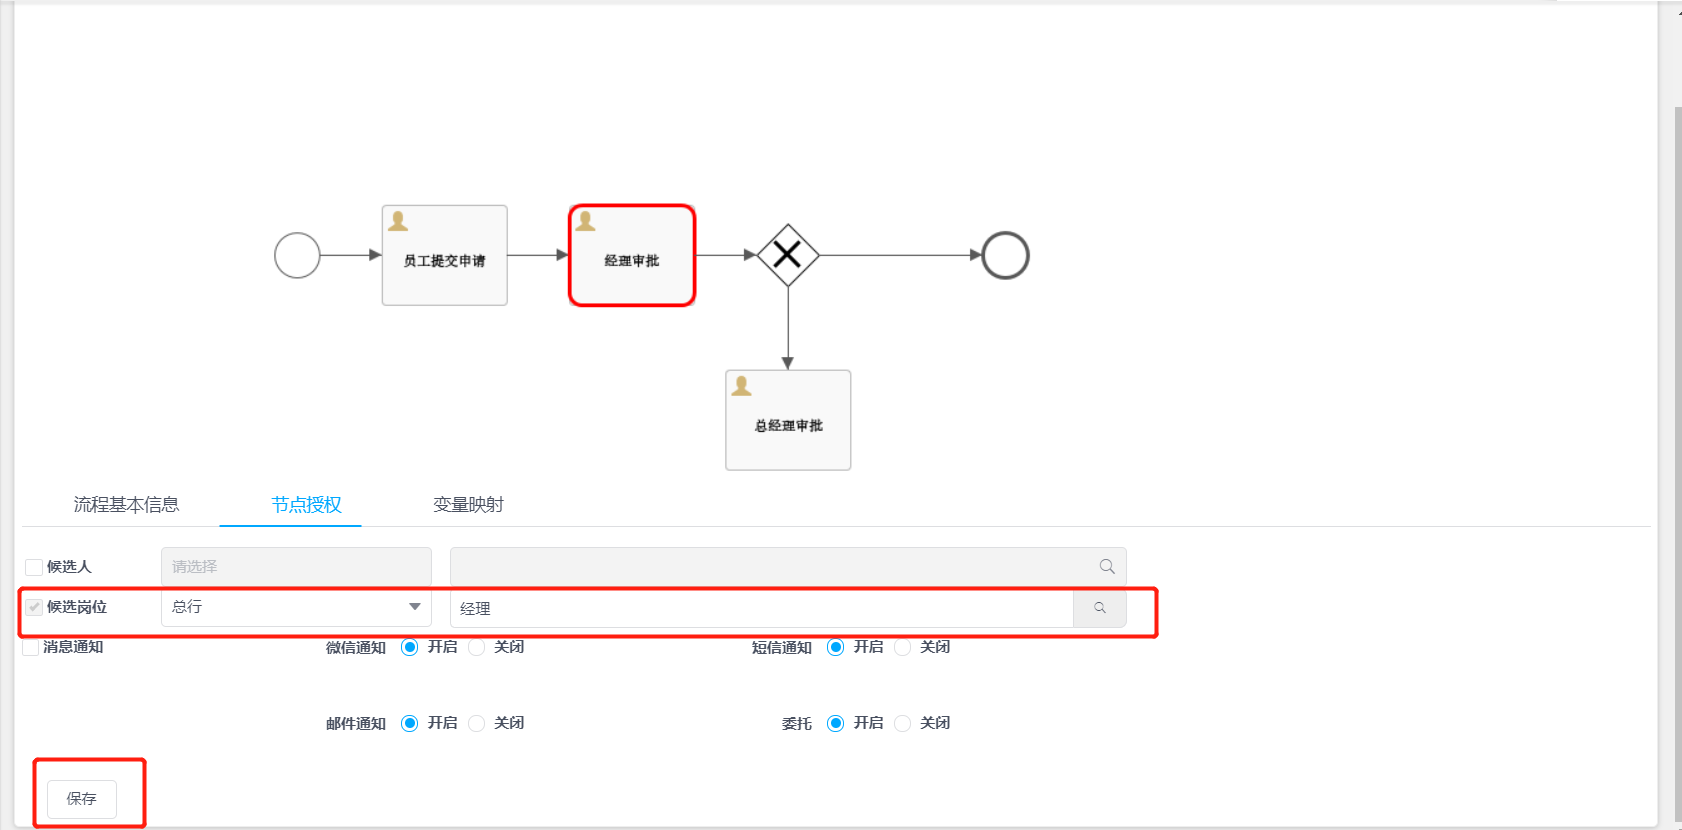 员工提交申请
经理审批
总经理审批
流程基本信息 节点授权 变量映射
候选人 请选择
候选岗位 总行 经理
消息通知 微信通知 开启 关闭 短信通知 开启 关闭
邮件通知 开启 关闭 委托 开启 关闭
保存